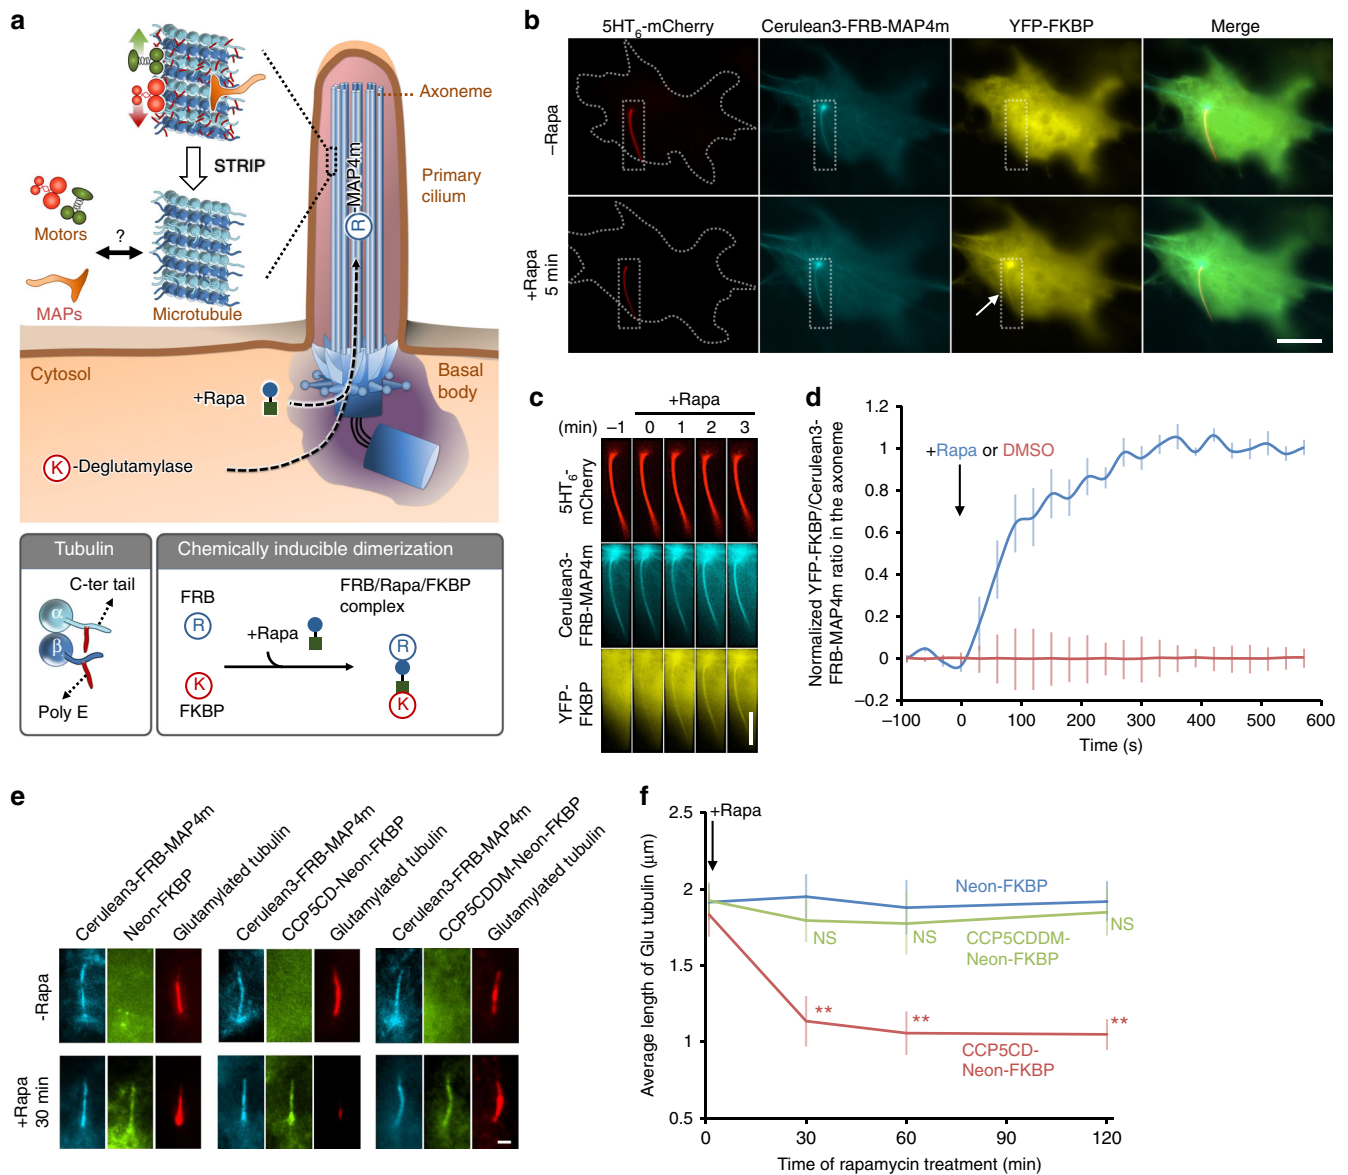 a
Axoneme
STRIP
R-MAP4m
Primary
cilium
Motors
?
MAPs
Microtubule
Cytosol
Basal
body
+Rapa
K-Deglutamylase
Tubulin
C-ter tail
α
β
Poly E
Chemically inducible dimerization
FRB
R
+Rapa
K
FKBP
FRB/Rapa/FKBP
complex
R
K
b
5HT6-mCherry
Cerulean3-FRB-MAP4m
YFP-FKBP
Merge
–Rapa
+Rapa
5 min
c
+Rapa
(min) –1 0 1 2 3
5HT6-
mCherry
Cerulean3-
FRB-MAP4m
YFP-
FKBP
d
Normalized YFP-FKBP/Cerulean3-
FRB-MAP4m ratio in the axoneme
1.2
1
0.8
0.6
0.4
0.2
0
–0.2
+Rapa or DMSO
–100 0 100 200 300 400 500 600
Time (s)
e
Cerulean3-FRB-MAP4m
Neon-FKBP
Glutamylated tubulin
Cerulean3-FRB-MAP4m
CCP5CD-Neon-FKBP
Glutamylated tubulin
Cerulean3-FRB-MAP4m
CCP5CDDM-Neon-FKBP
Glutamylated tubulin
-Rapa
+Rapa
30 min
f
Average length of Glu tubulin (μm)
2.5
2
1.5
1
0.5
+Rapa
Neon-FKBP
NS
NS
NS
CCP5CDDM-
Neon-FKBP
**
**
**
CCP5CD-
Neon-FKBP
0 30 60 90 120
Time of rapamycin treatment (min)